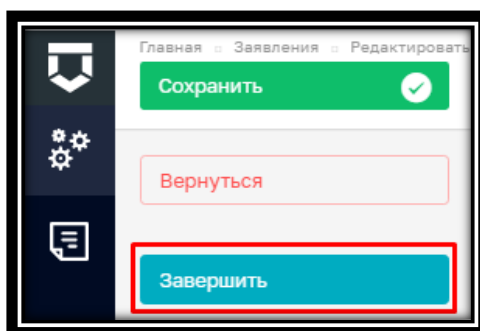 Главная Заявления Редактировать
Сохранить
Вернуться
Завершить